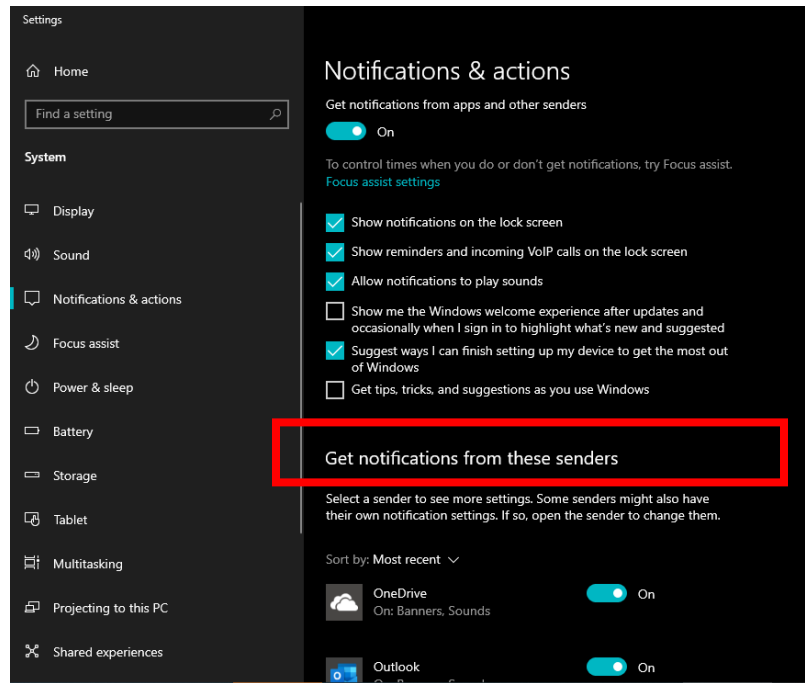 Settings
Home
Find a setting
System
Display
Sound
Notifications & actions
Focus assist
Power & sleep
Battery
Storage
Tablet
Multitasking
Projecting to this PC
Shared experiences
Notifications & actions
Get notifications from apps and other senders
On
To control times when you do or don't get notifications, try Focus assist.
Focus assist settings
Show notifications on the lock screen
Show reminders and incoming VoIP calls on the lock screen
Allow notifications to play sounds
Show me the Windows welcome experience after updates and
occasionally when I sign in to highlight what's new and suggested
Suggest ways I can finish setting up my device to get the most out
of Windows
Get tips, tricks, and suggestions as you use Windows
Get notifications from these senders
Select a sender to see more settings. Some senders might also have
their own notification settings. If so, open the sender to change them.
Sort by: Most recent
OneDrive
On
On: Banners, Sounds
Outlook
On